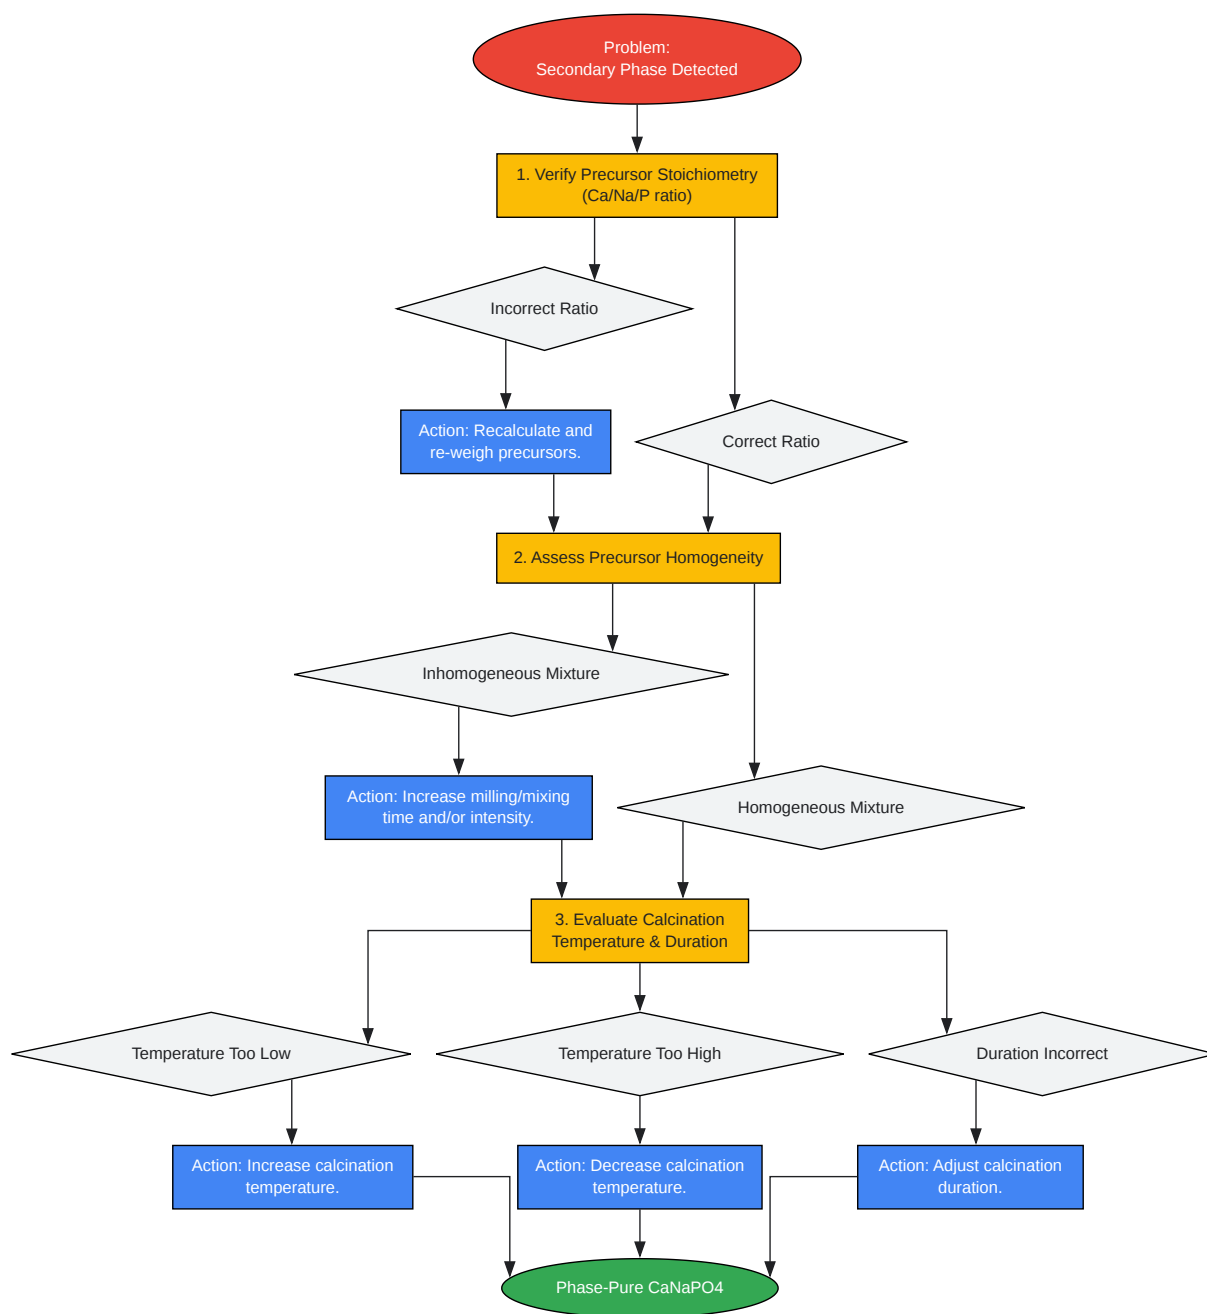 Problem:
Secondary Phase Detected
1. Verify Precursor Stoichiometry
(Ca/Na/P ratio)
Incorrect Ratio
Action: Recalculate and
re-weigh precursors.
Correct Ratio
2. Assess Precursor Homogeneity
Inhomogeneous Mixture
Action: Increase milling/mixing
time and/or intensity.
Homogeneous Mixture
3. Evaluate Calcination
Temperature & Duration
Temperature Too Low
Temperature Too High
Duration Incorrect
Action: Increase calcination
temperature.
Action: Decrease calcination
temperature.
Action: Adjust calcination
duration.
Phase-Pure CaNaPO4